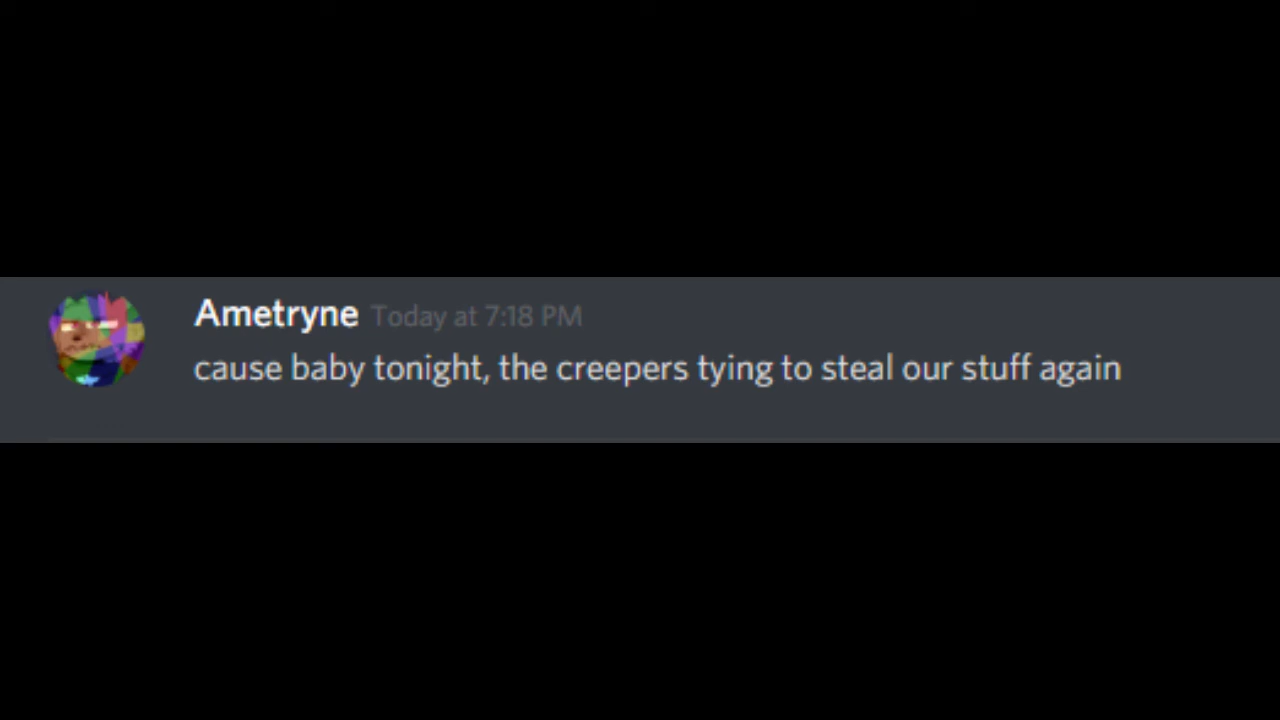 Ametryne Today at 7:18 PM
cause baby tonight, the creepers tying to steal our stuff again